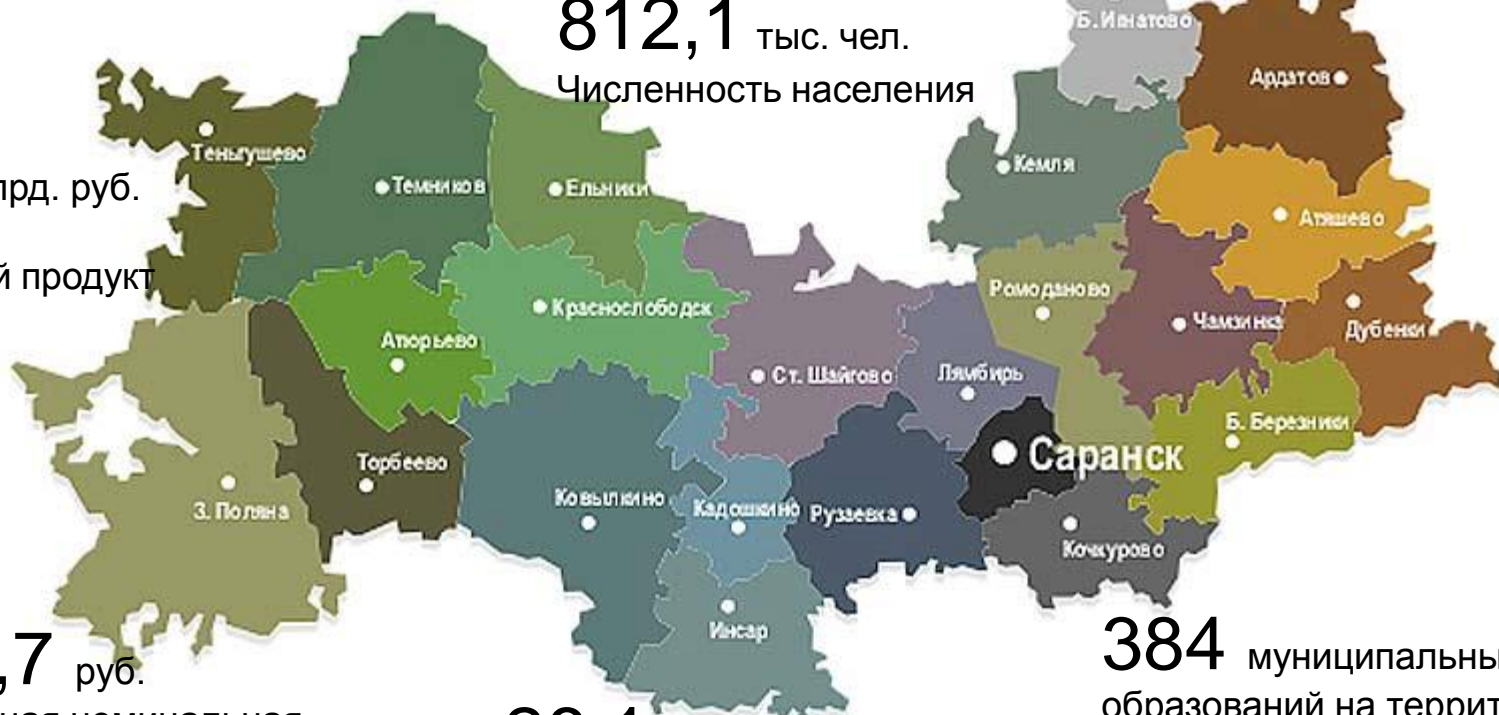 812,1 тыс. чел.
Численность населения
Б.Игнатово
Ардатов
Теньгушево
Темников
Ельники
Кемля
Атяшево
руб.
продукт
Ромоданово
Краснослободск
Чамзинка
Дубенки
Атюрьево
Ст. Шайгово
Лямбирь
Б. Березники
Саранск
Торбеево
Ковылкино
Кадошкино
Рузаевка
З. Поляна
Кочкурово
Инсар
,7 руб.
384 муниципальны
образований на террит